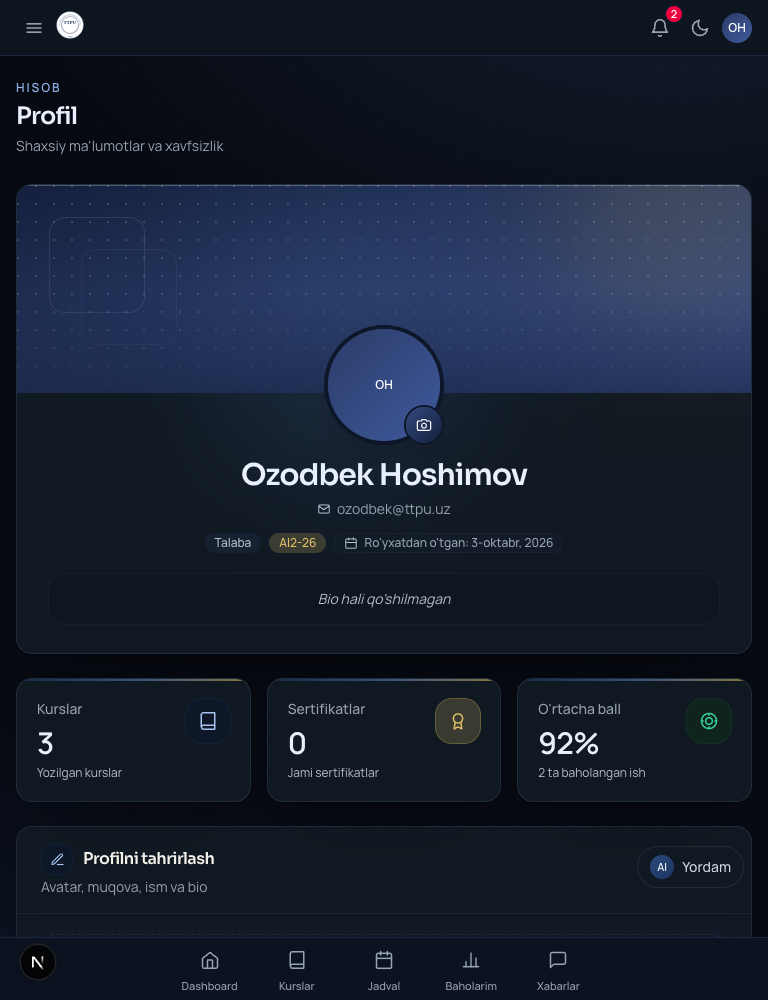 TTPU
2
OH
HISOB
Profil
Shaxsiy ma'lumotlar va xavfsizlik
OH
Ozodbek Hoshimov
ozodbek@ttpu.uz
Talaba
AI2-26
Ro'yxatdan o'tgan: 3-oktabr, 2026
Bio hali qo'shilmagan
Kurslar
3
Yozilgan kurslar
Sertifikatlar
0
Jami sertifikatlar
O'rtacha ball
92%
2 ta baholangan ish
Profilni tahrirlash
Avatar, muqova, ism va bio
AI Yordam
N
Dashboard
Kurslar
Jadval
Baholarim
Xabarlar